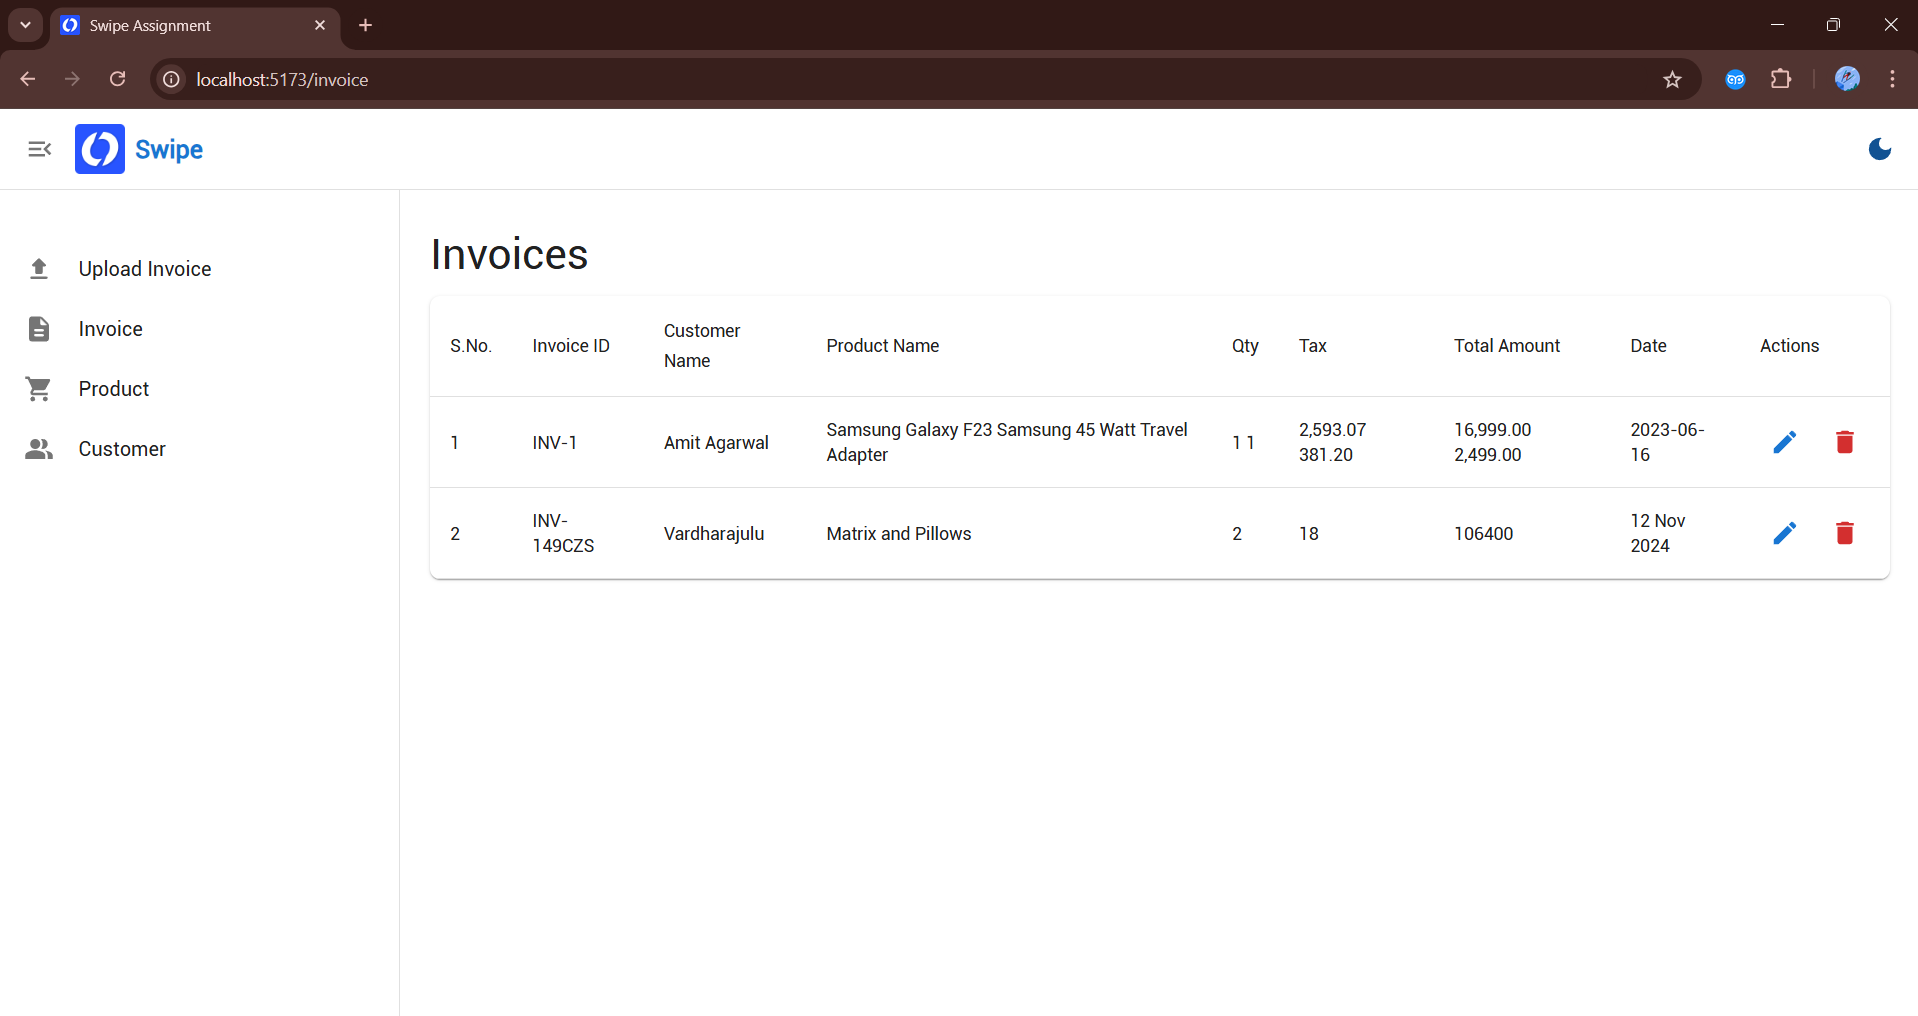 Swipe Assignment
localhost:5173/invoice
Swipe
Upload Invoice
Invoice
Product
Customer
Invoices
S.No.
Invoice ID
Customer
Name
Product Name
Qty
Tax
Total Amount
Date
Actions
1
INV-1
Amit Agarwal
Samsung Galaxy F23 Samsung 45 Watt Travel
Adapter
1 1
2,593.07
381.20
16,999.00
2,499.00
2023-06-
16
2
INV-
149CZS
Vardharajulu
Matrix and Pillows
2
18
106400
12 Nov
2024